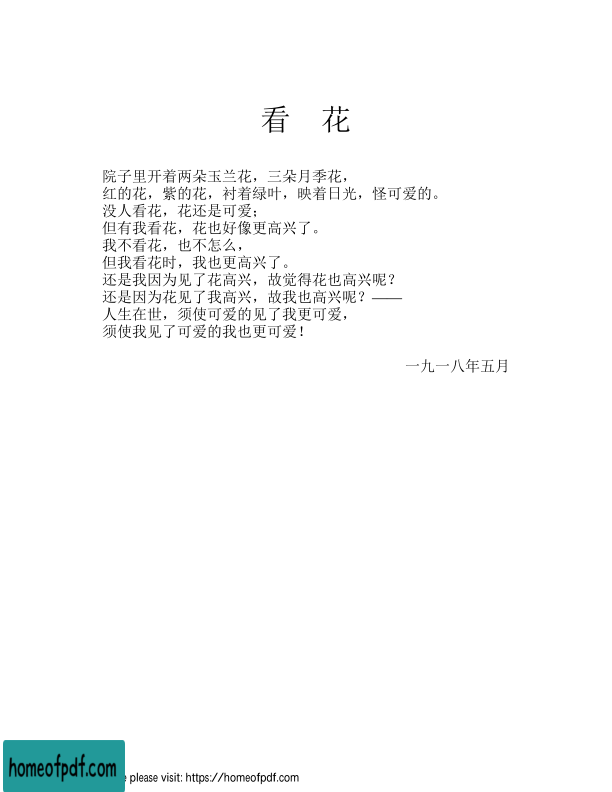 看 花
院子里开着两朵玉兰花，三朵月季花，
红的花，紫的花，衬着绿叶，映着日光，怪可爱的。
没人看花，花还是可爱；
但有我看花，花也好像更高兴了。
我不看花，也不怎么，
但我看花时，我也更高兴了。
还是我因为见了花高兴，故觉得花也高兴呢？
还是因为花见了我高兴，故我也高兴呢？——
人生在世，须使可爱的见了我更可爱，
须使我见了可爱的我也更可爱！
一九一八年五月
homeofpdf.com
please visit: https://homeofpdf.com